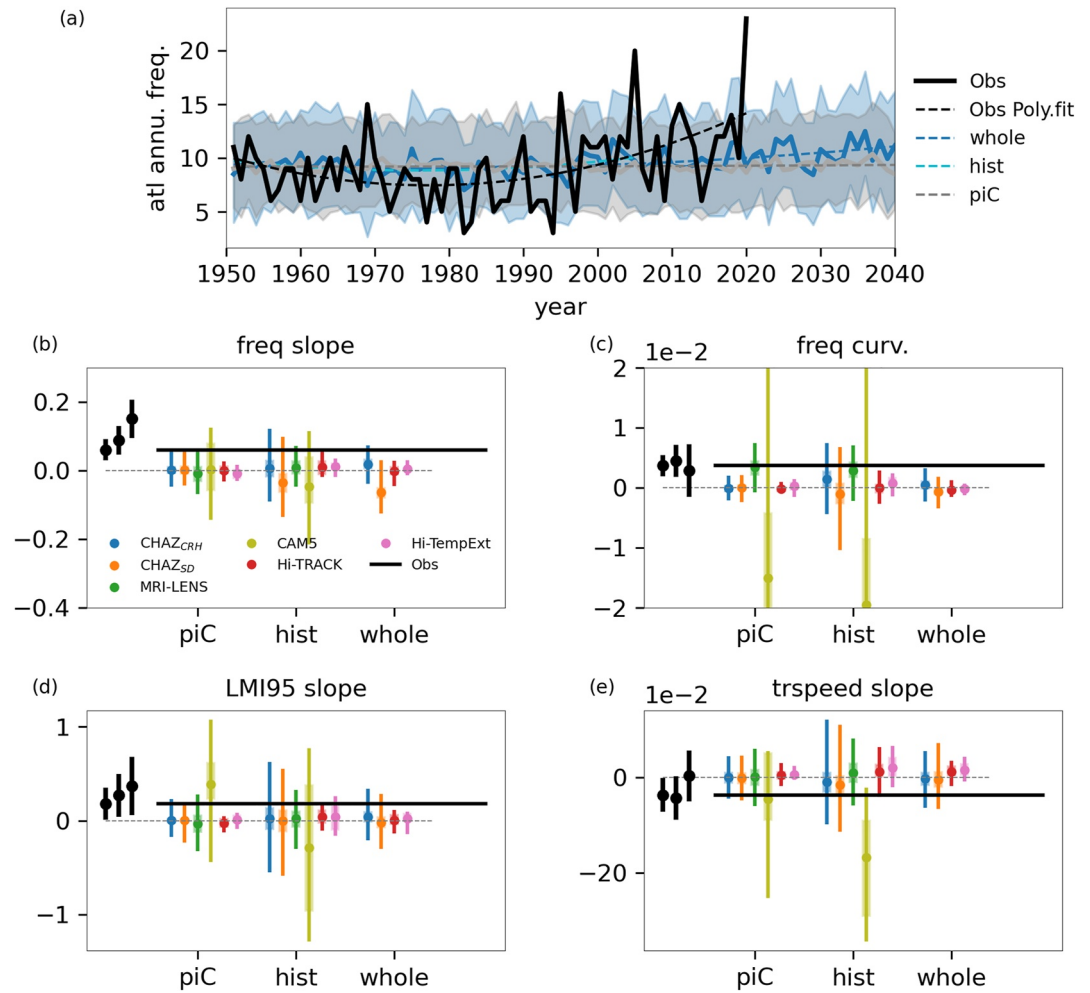 (a)
atl annu. freq.
20
15
10
5
1950 1960 1970 1980 1990 2000 2010 2020 2030 2040
year
Obs
Obs Poly.fit
whole
hist
piC
(b)
freq slope
0.2
0.0
−0.2
−0.4
CHAZCRH
CHAZSD
MRI-LENS
CAM5
Hi-TRACK
Hi-TempExt
Obs
piC hist whole
(c)
1e−2
freq curv.
2
1
0
−1
−2
piC hist whole
(d)
LMI95 slope
1
0
−1
piC hist whole
(e)
1e−2
trspeed slope
0
−20
piC hist whole